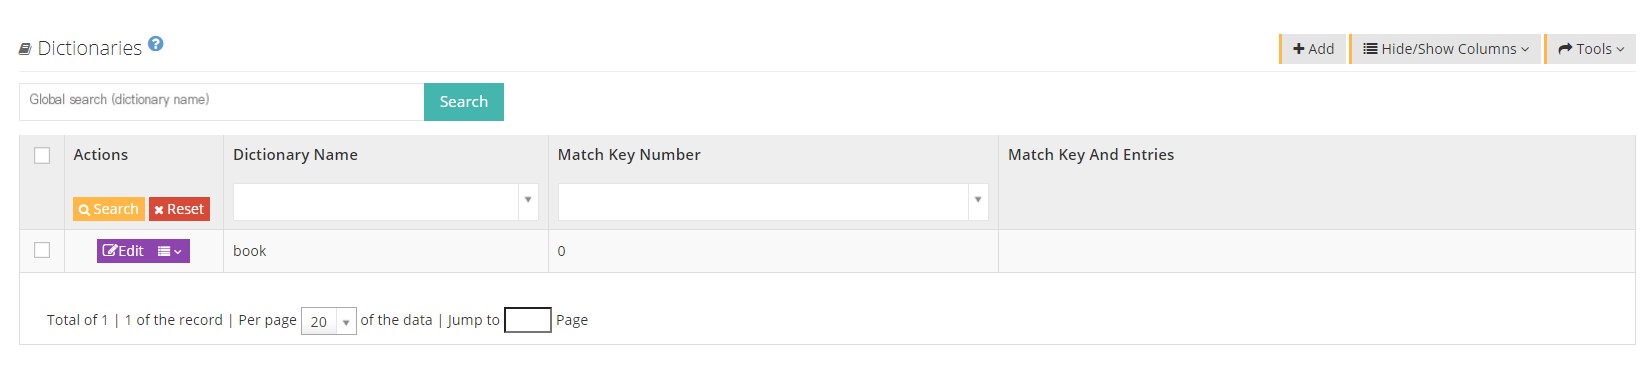 Dictionaries ?
Add Hide/Show Columns Tools
Global search (dictionary name) Search
Actions Dictionary Name Match Key Number Match Key And Entries
Search Reset
Edit book 0
Total of 1 | 1 of the record | Per page 20 of the data | Jump to Page